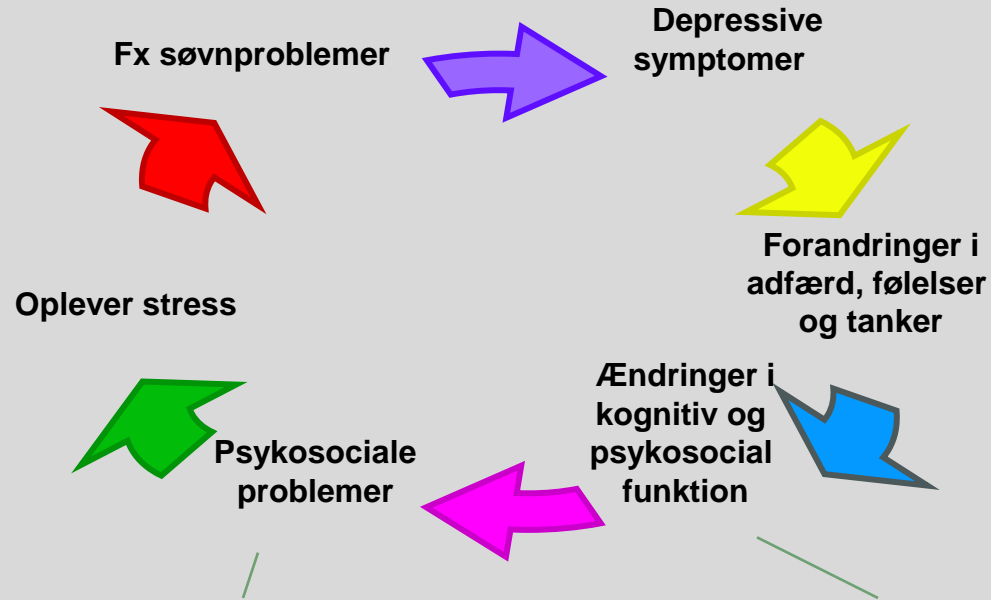 Fx søvnproblemer
Depressive
symptomer
Forandringer i
adfærd, følelser
og tanker
Ændringer i
kognitiv og
psykosocial
funktion
Psykosociale
problemer
Oplever stress